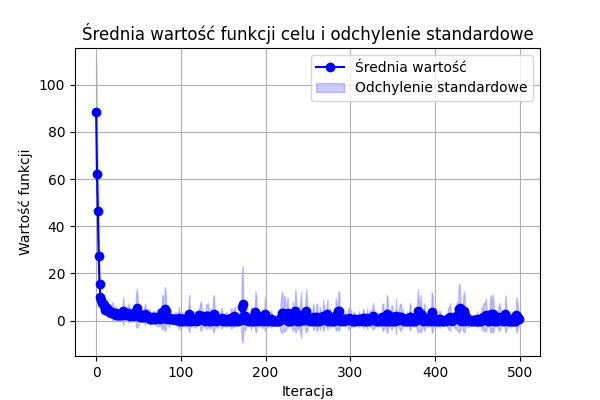 Średnia wartość funkcji celu i odchylenie standardowe
Średnia wartość
Odchylenie standardowe
Wartość funkcji
100
80
60
40
20
0
0 100 200 300 400 500
Iteracja